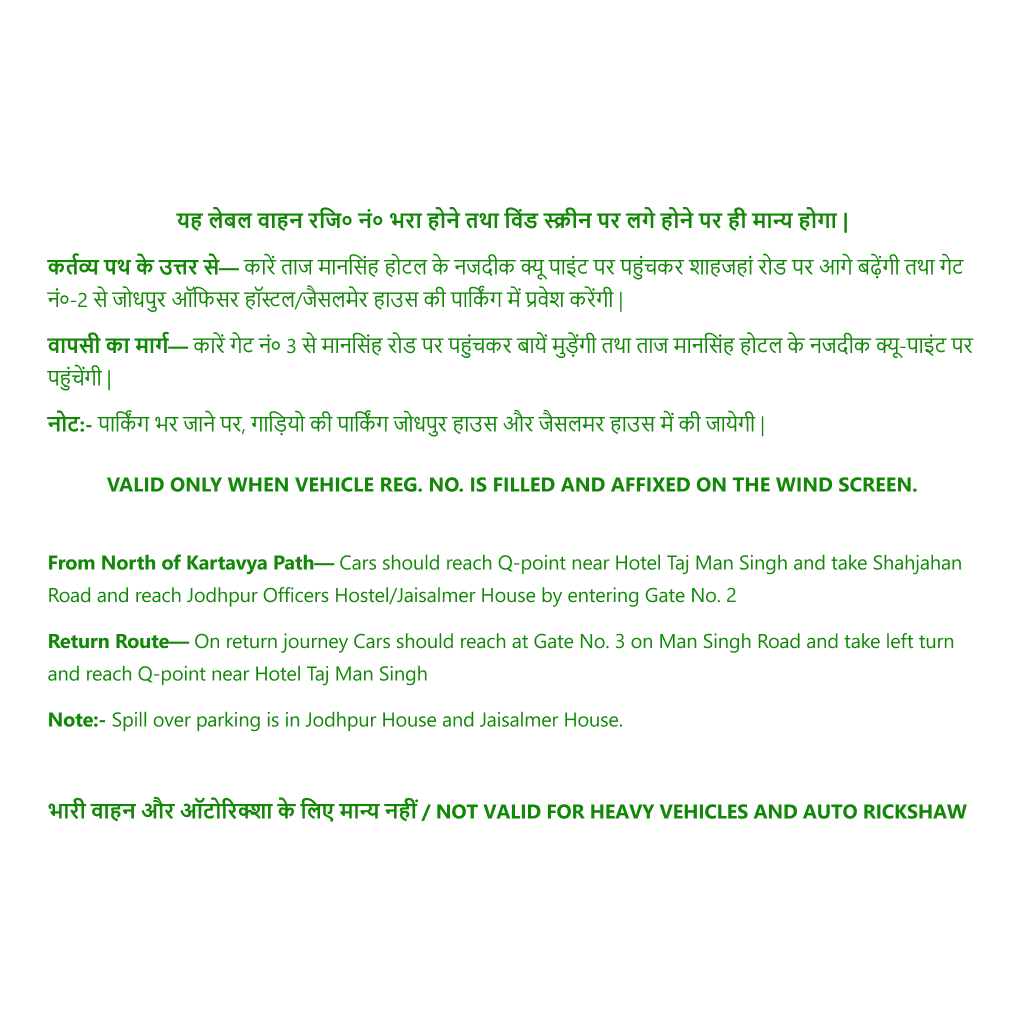 यह लेबल वाहन रजि० नं० भरा होने तथा विंड स्क्रीन पर लगे होने पर ही मान्य होगा |
कर्तव्य पथ के उत्तर से— कारें ताज मानसिंह होटल के नजदीक क्यू पाइंट पर पहुंचकर शाहजहां रोड पर आगे बढ़ेंगी तथा गेट
नं०-2 से जोधपुर ऑफिसर हॉस्टल/जैसलमेर हाउस की पार्किंग में प्रवेश करेंगी |
वापसी का मार्ग— कारें गेट नं० 3 से मानसिंह रोड पर पहुंचकर बायें मुड़ेंगी तथा ताज मानसिंह होटल के नजदीक क्यू-पाइंट पर
पहुंचेंगी |
नोट:- पार्किंग भर जाने पर, गाड़ियो की पार्किंग जोधपुर हाउस और जैसलमर हाउस में की जायेगी |
VALID ONLY WHEN VEHICLE REG. NO. IS FILLED AND AFFIXED ON THE WIND SCREEN.
From North of Kartavya Path— Cars should reach Q-point near Hotel Taj Man Singh and take Shahjahan
Road and reach Jodhpur Officers Hostel/Jaisalmer House by entering Gate No. 2
Return Route— On return journey Cars should reach at Gate No. 3 on Man Singh Road and take left turn
and reach Q-point near Hotel Taj Man Singh
Note:- Spill over parking is in Jodhpur House and Jaisalmer House.
भारी वाहन और ऑटोरिक्शा के लिए मान्य नहीं / NOT VALID FOR HEAVY VEHICLES AND AUTO RICKSHAW